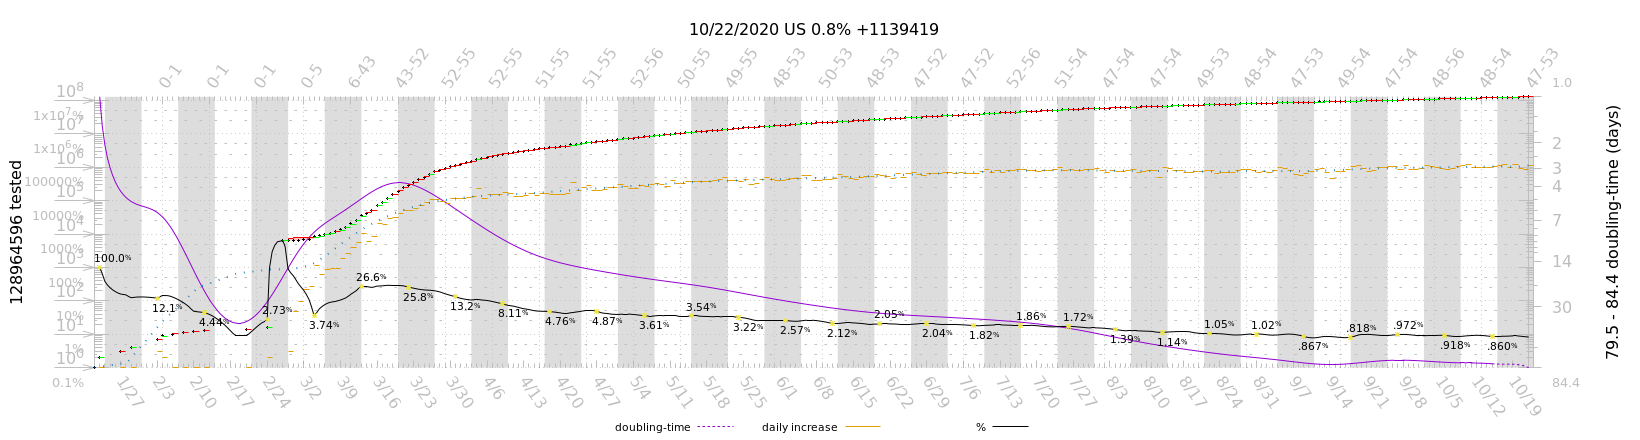 10/22/2020 US 0.8% +1139419
0-1 0-1 0-1 0-5 6-43 43-52 52-55 52-55 51-55 51-55 52-56 50-55 49-55 48-53 50-53 48-53 47-52 47-52 52-56 51-54 47-54 47-54 49-53 48-54 47-53 49-54 47-54 48-56 48-54 47-53
10⁸ 1.0
1x10⁷%
10⁷
2
1x10⁶%
10⁶
3
100000%
10⁵
4
10000%
10⁴
7
1000%
10³
14
100%
10²
30
10%
10¹
1%
10⁰
0.1% 84.4
128964596 tested
79.5 - 84.4 doubling-time (days)
100.0% 12.1% 4.44% 2.73% 3.74% 26.6% 25.8% 13.2% 8.11% 4.76% 4.87% 3.61% 3.54% 3.22% 2.57% 2.12% 2.05% 2.04% 1.82% 1.86% 1.72% 1.39% 1.14% 1.05% 1.02% .867% .818% .972% .918% .860%
1/27 2/3 2/10 2/17 2/24 3/2 3/9 3/16 3/23 3/30 4/6 4/13 4/20 4/27 5/4 5/11 5/18 5/25 6/1 6/8 6/15 6/22 6/29 7/6 7/13 7/20 7/27 8/3 8/10 8/17 8/24 8/31 9/7 9/14 9/21 9/28 10/5 10/12 10/19
doubling-time daily increase %